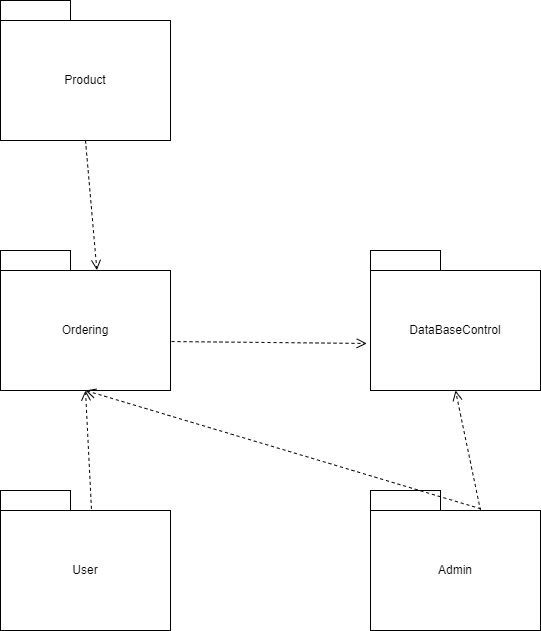 Product
Ordering
DataBaseControl
User
Admin